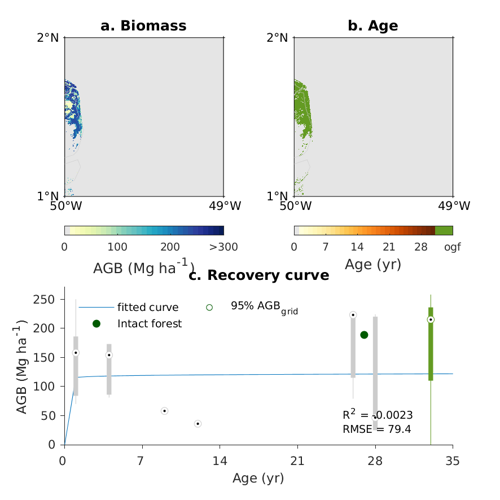 a. Biomass
b. Age
2°N
2°N
1°N
1°N
50°W
49°W
50°W
49°W
0
100
200
>300
0
7
14
21
28
ogf
AGB (Mg ha-1)
Age (yr)
c. Recovery curve
AGB (Mg ha-1)
250
200
150
100
50
0
fitted curve
95% AGBgrid
Intact forest
R2 = -0.0023
RMSE = 79.4
0
7
14
21
28
35
Age (yr)